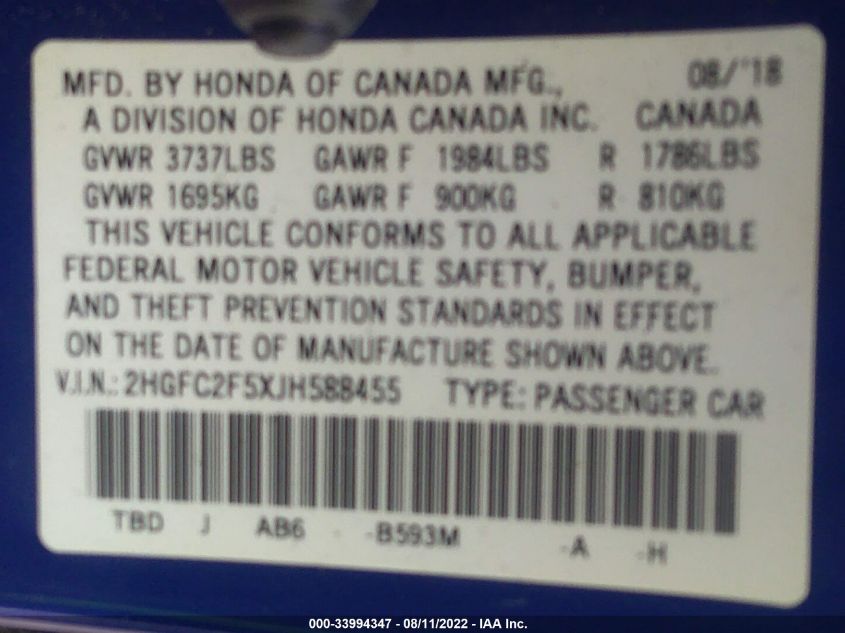 MFD. BY HONDA OF CANADA MFG., 08/'18
A DIVISION OF HONDA CANADA INC. CANADA
GVWR 3737LBS GAWR F 1984LBS R 1786LBS
GVWR 1695KG GAWR F 900KG R 810KG
THIS VEHICLE CONFORMS TO ALL APPLICABLE
FEDERAL MOTOR VEHICLE SAFETY, BUMPER,
AND THEFT PREVENTION STANDARDS IN EFFECT
ON THE DATE OF MANUFACTURE SHOWN ABOVE.
V.I.N.: 2HGFC2F5XJH588455 TYPE: PASSENGER CAR
TBD J AB6 -B593M -A -H
000-33994347 - 08/11/2022 - IAA Inc.